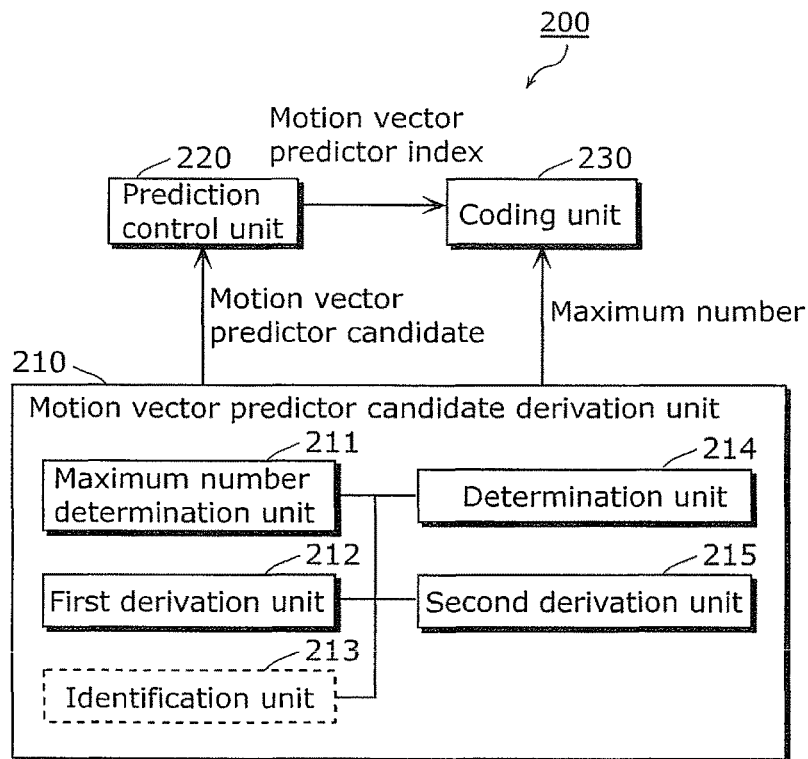 200
Motion vector
predictor index
220
230
Prediction
control unit
Coding unit
Motion vector
predictor candidate
Maximum number
210
Motion vector predictor candidate derivation unit
211
214
Maximum number
determination unit
Determination unit
212
215
First derivation unit
Second derivation unit
213
Identification unit